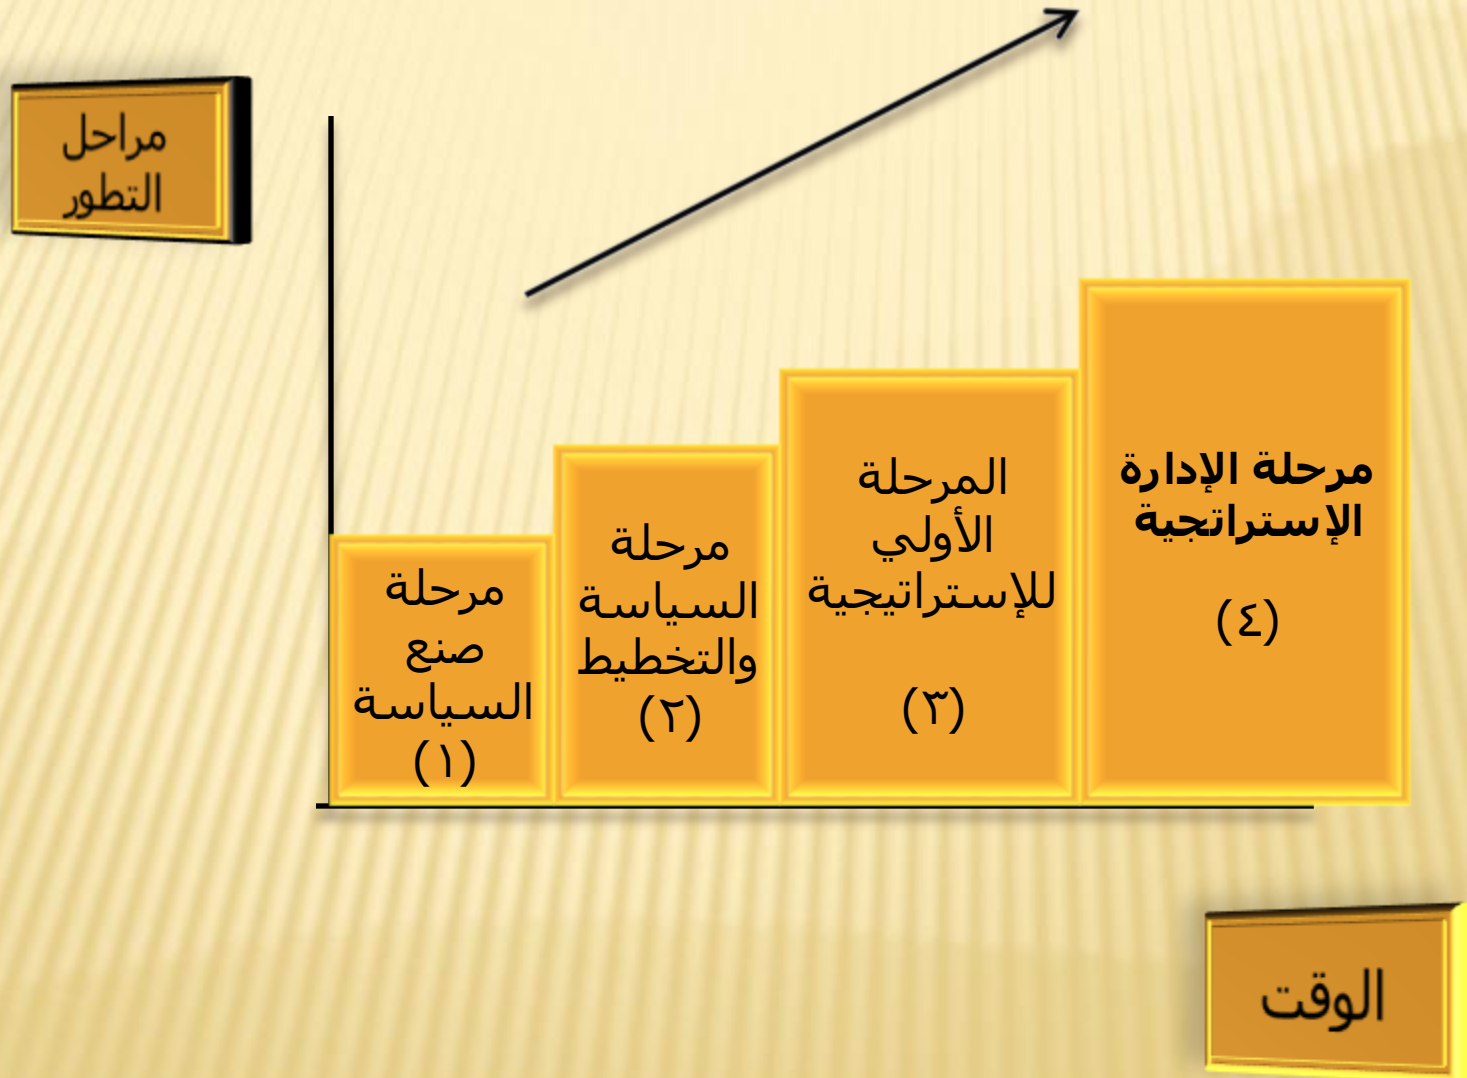 مراحل
التطور
مرحلة
صنع
السياسة
(١)
مرحلة
السياسة
والتخطيط
(٢)
المرحلة
الأولي
للإستراتيجية
(٣)
مرحلة الإدارة
الإستراتجية
(٤)
الوقت